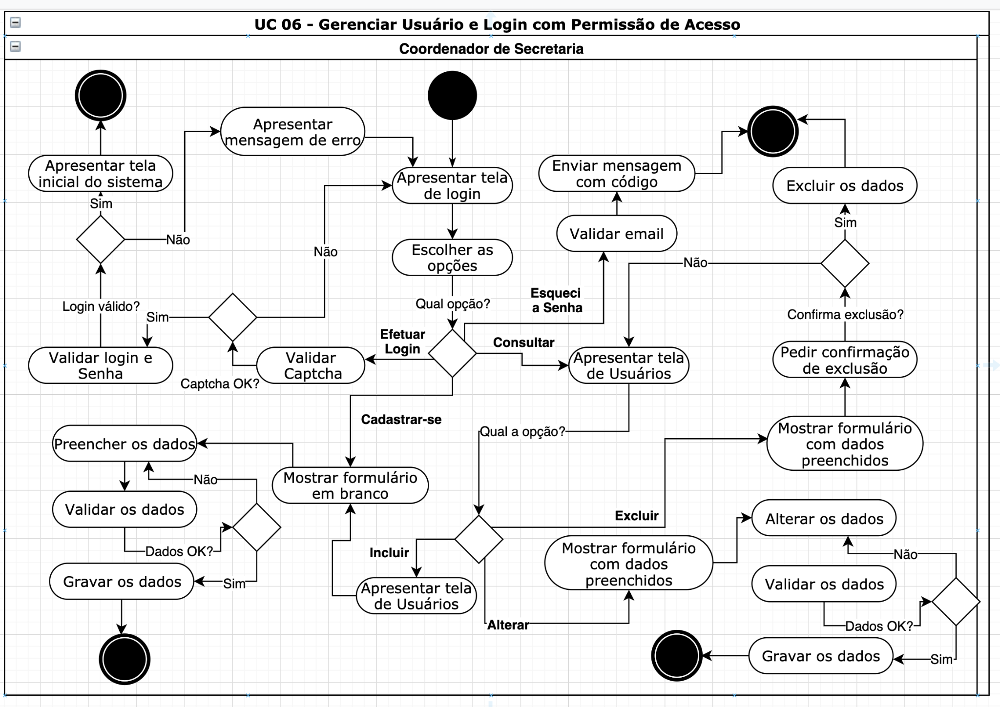 UC 06 - Gerenciar Usuário e Login com Permissão de Acesso
Coordenador de Secretaria
Apresentar
mensagem de erro
Apresentar tela
inicial do sistema
Sim
Não
Login válido?
Validar login e
Senha
Sim
Captcha OK?
Validar
Captcha
Não
Apresentar tela
de login
Escolher as
opções
Qual opção?
Efetuar
Login
Esqueci
a Senha
Consultar
Cadastrar-se
Enviar mensagem
com código
Validar email
Apresentar tela
de Usuários
Não
Excluir os dados
Sim
Confirma exclusão?
Pedir confirmação
de exclusão
Mostrar formulário
com dados
preenchidos
Qual a opção?
Preencher os dados
Não
Validar os dados
Dados OK?
Gravar os dados
Sim
Mostrar formulário
em branco
Incluir
Apresentar tela
de Usuários
Excluir
Alterar
Mostrar formulário
com dados
preenchidos
Alterar os dados
Não
Validar os dados
Dados OK?
Gravar os dados
Sim